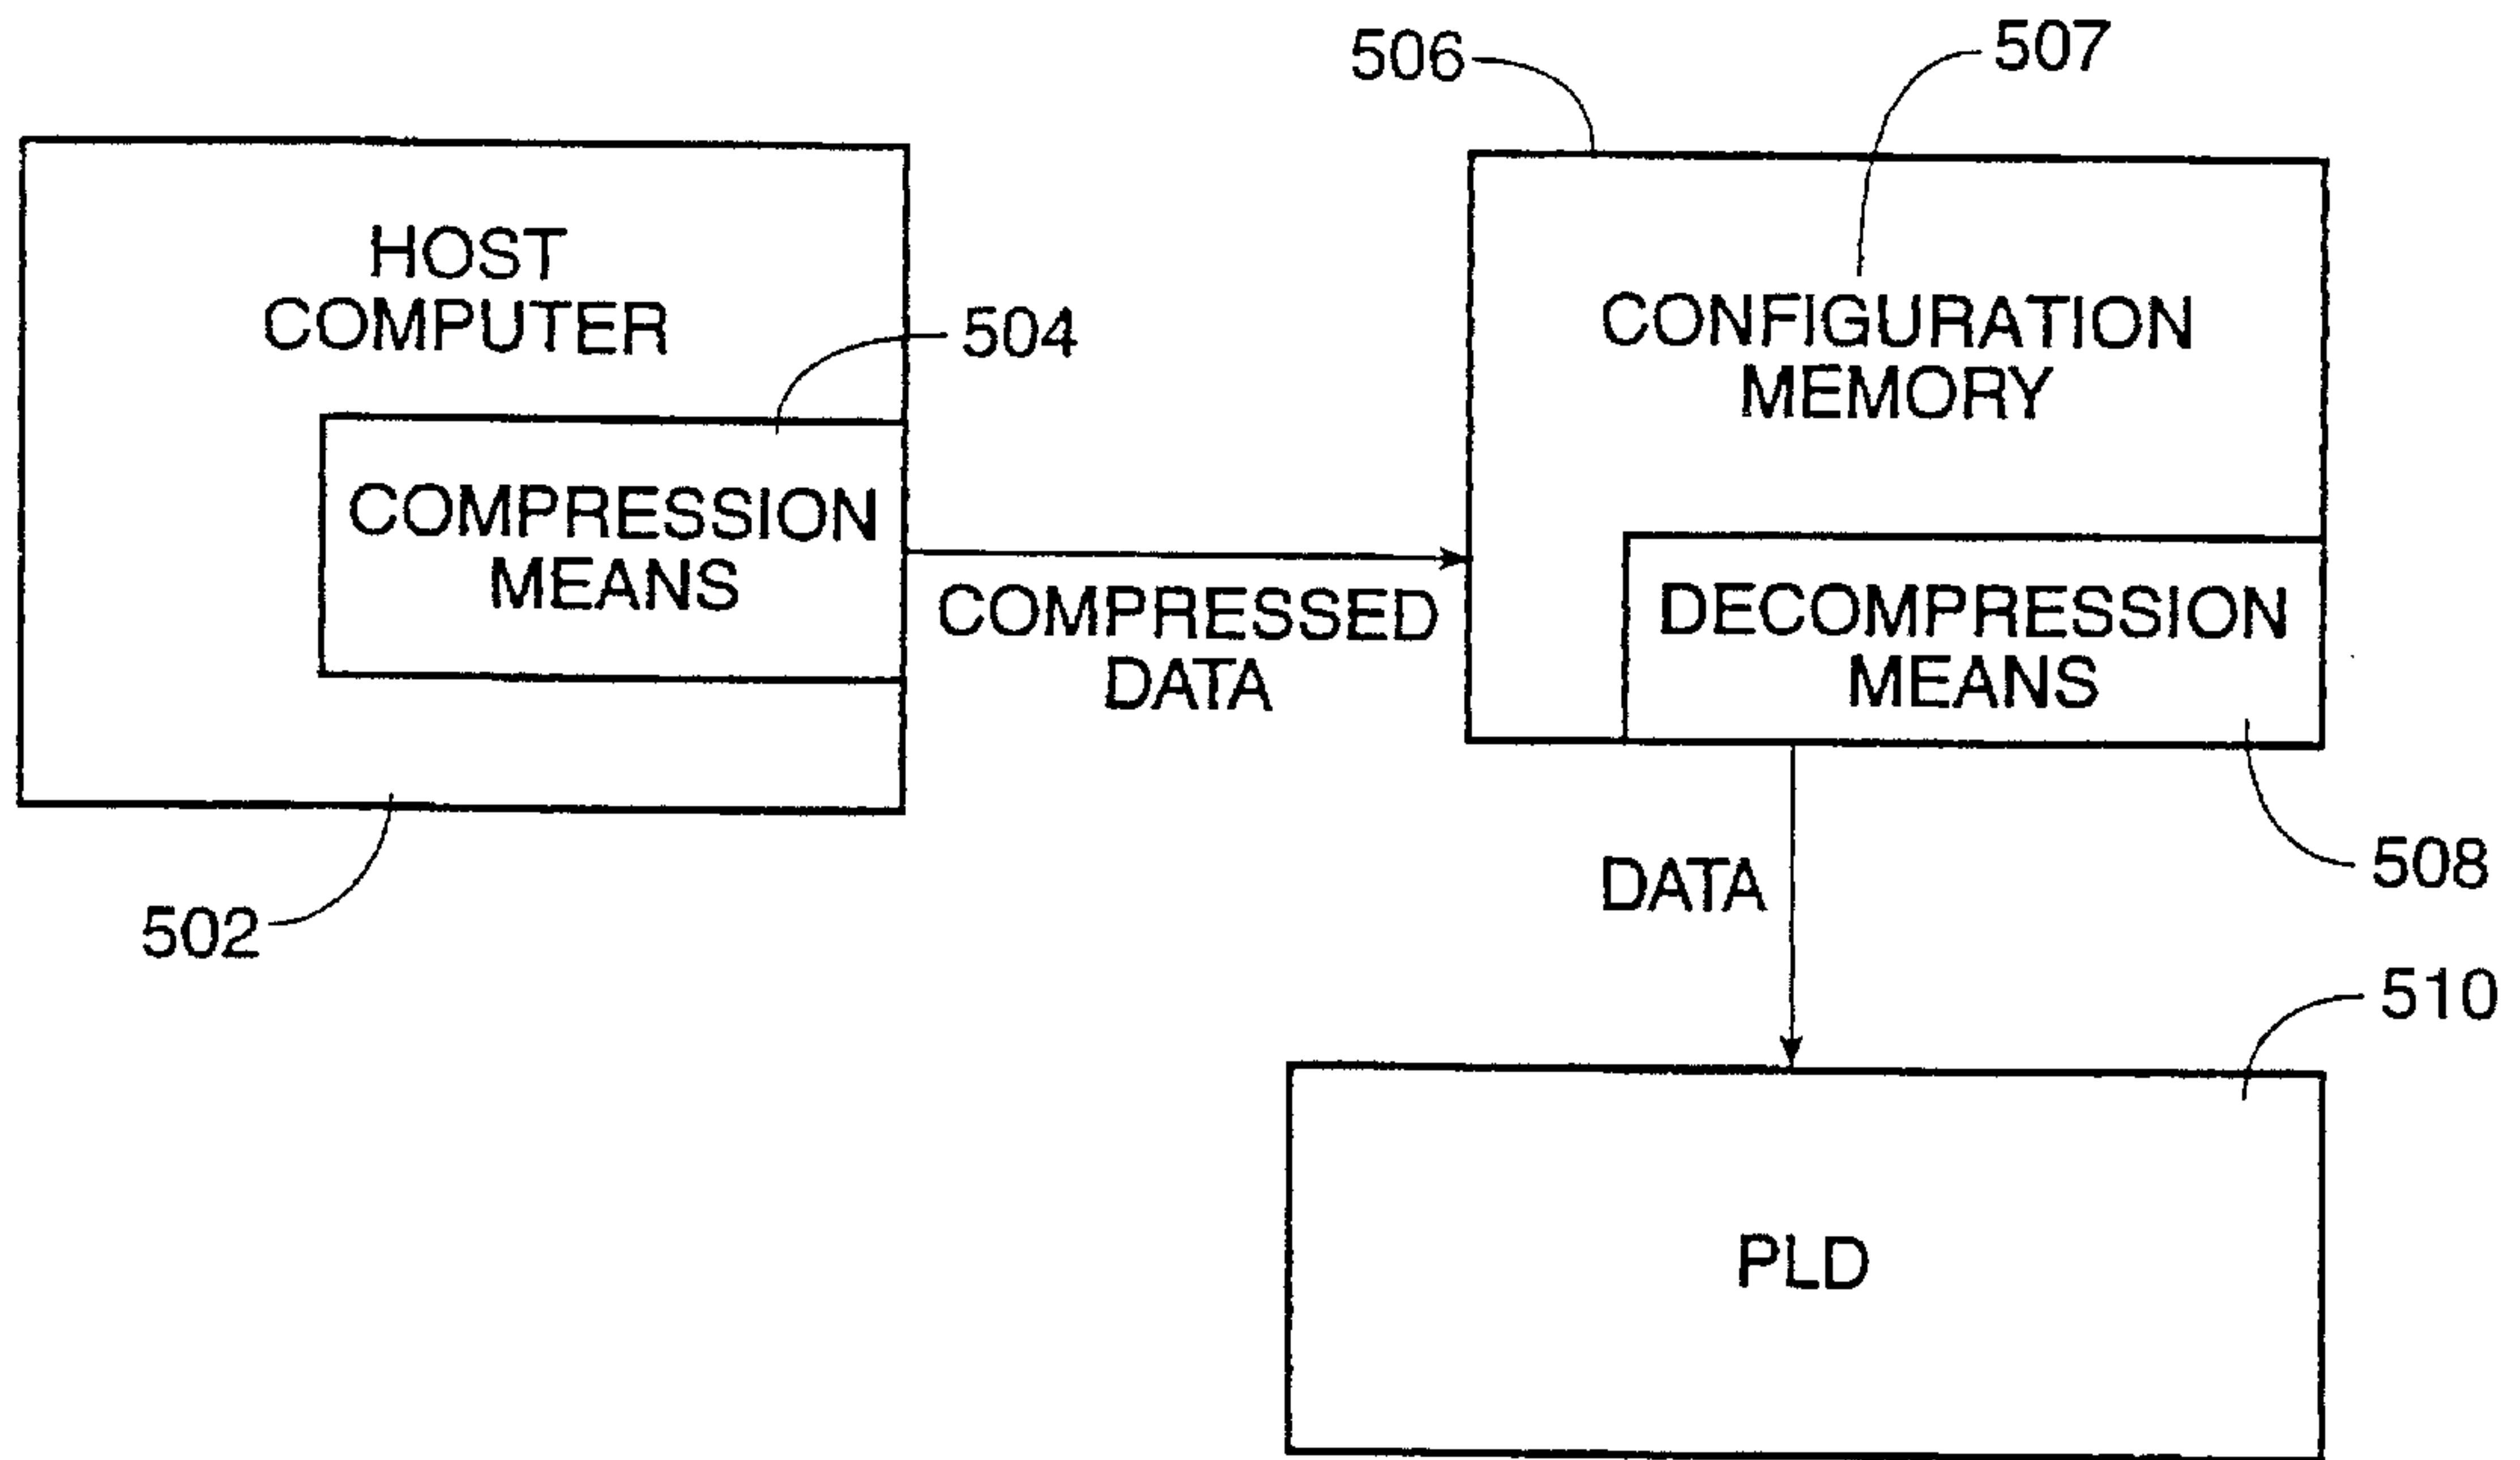 506
507
HOST
COMPUTER
504
CONFIGURATION
MEMORY
COMPRESSION
MEANS
COMPRESSED
DATA
DECOMPRESSION
MEANS
502
DATA
508
510
PLD